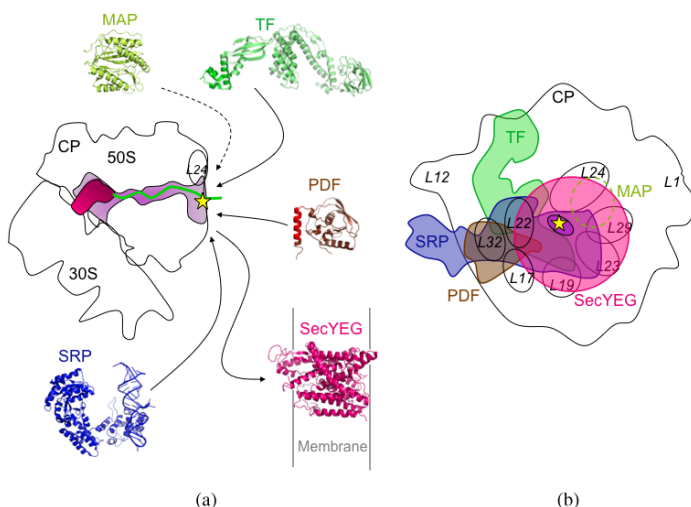 MAP
TF
CP
50S
L24
PDF
30S
SRP
SecYEG
Membrane
(a)
CP
TF
L12
L24
MAP
L1
SRP
L22
L29
L32
L23
PDF
L17
L19
SecYEG
(b)